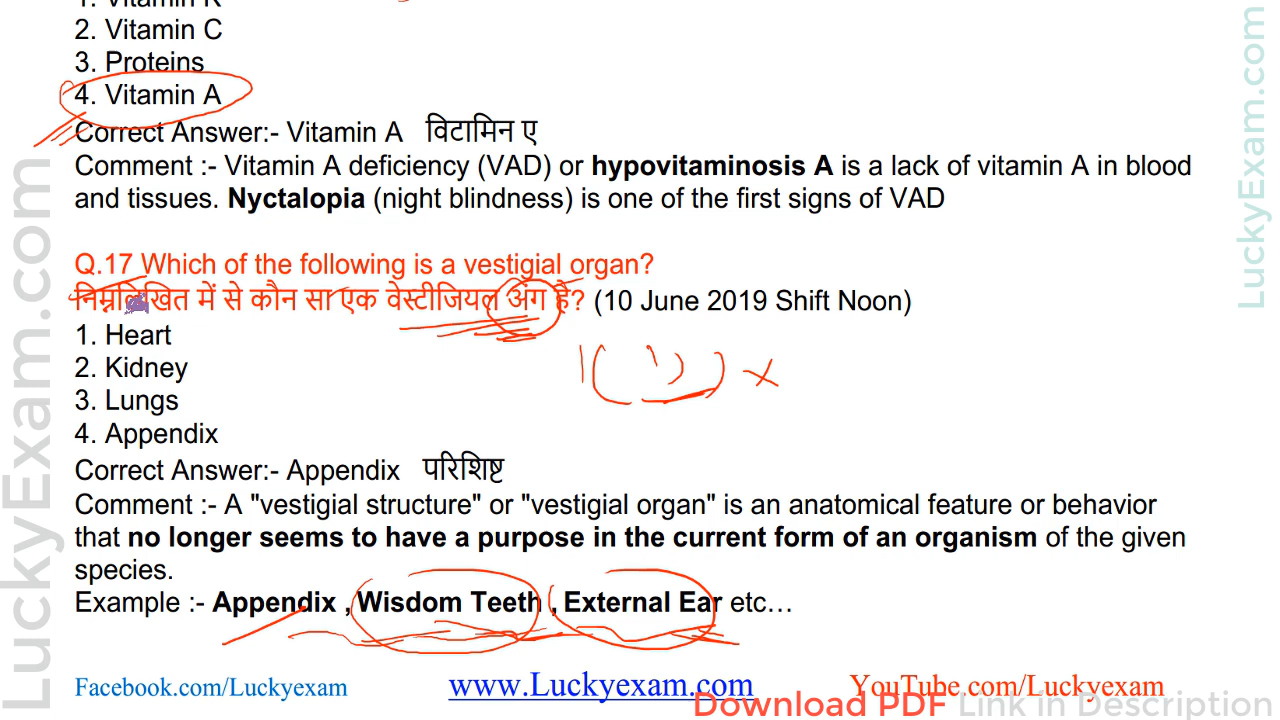 1. Vitamin K
2. Vitamin C
3. Proteins
4. Vitamin A
Correct Answer:- Vitamin A विटामिन ए
Comment :- Vitamin A deficiency (VAD) or hypovitaminosis A is a lack of vitamin A in blood
and tissues. Nyctalopia (night blindness) is one of the first signs of VAD
Q.17 Which of the following is a vestigial organ?
निम्नलिखित में से कौन सा एक वेस्टीजियल अंग है? (10 June 2019 Shift Noon)
1. Heart
2. Kidney
3. Lungs
4. Appendix
Correct Answer:- Appendix परिशिष्ट
Comment :- A "vestigial structure" or "vestigial organ" is an anatomical feature or behavior
that no longer seems to have a purpose in the current form of an organism of the given
species.
Example :- Appendix , Wisdom Teeth , External Ear etc...
Facebook.com/Luckyexam www.Luckyexam.com YouTube.com/Luckyexam
Download PDF Link in Description
LuckyExam.com
LuckyExam.com